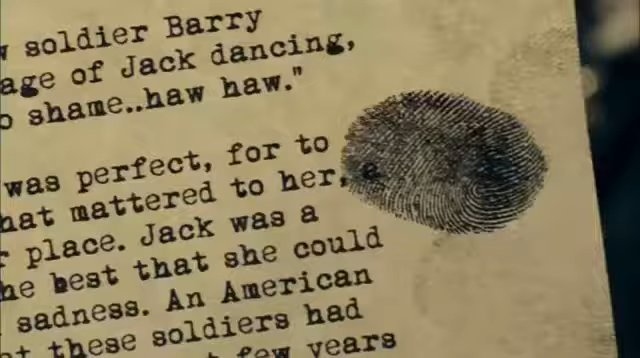 soldier Barry
age of Jack dancing,
o shame..haw haw."
was perfect, for to
hat mattered to her, a
r place. Jack was a
he best that she could
sadness. An American
at these soldiers had
t few years